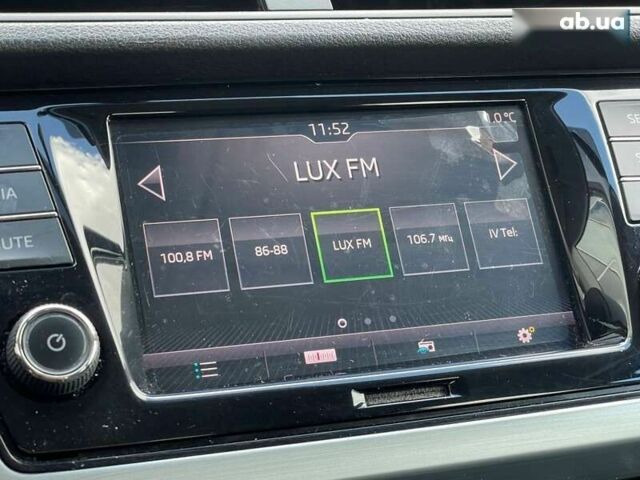 ab.ua
11:52
.0 °C
LUX FM
100,8 FM
86-88
LUX FM
106.7 мгц
IV Tel:
UTE
SE